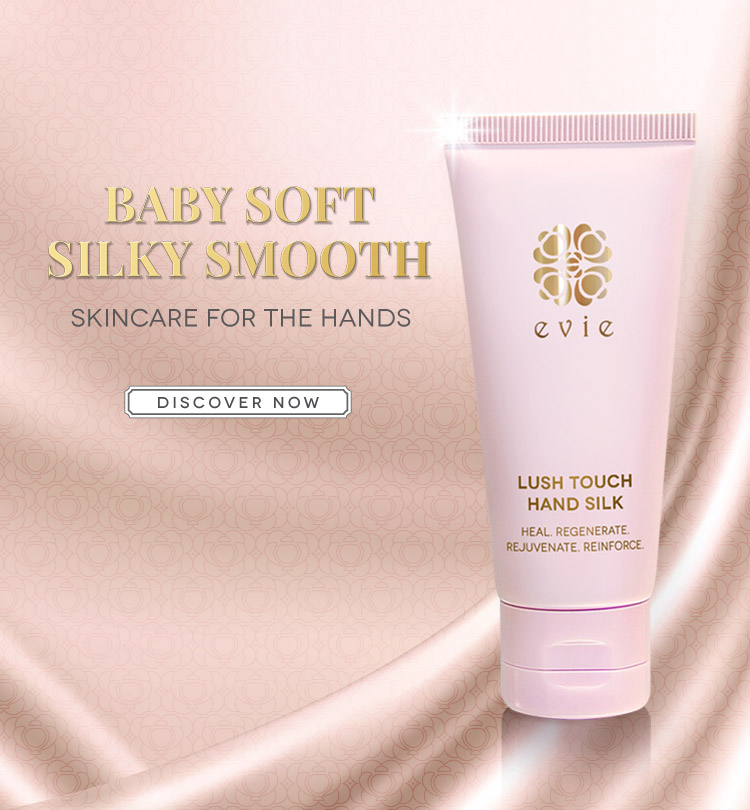 BABY SOFT
SILKY SMOOTH
SKINCARE FOR THE HANDS
DISCOVER NOW
evie
LUSH TOUCH
HAND SILK
HEAL. REGENERATE.
REJUVENATE. REINFORCE.